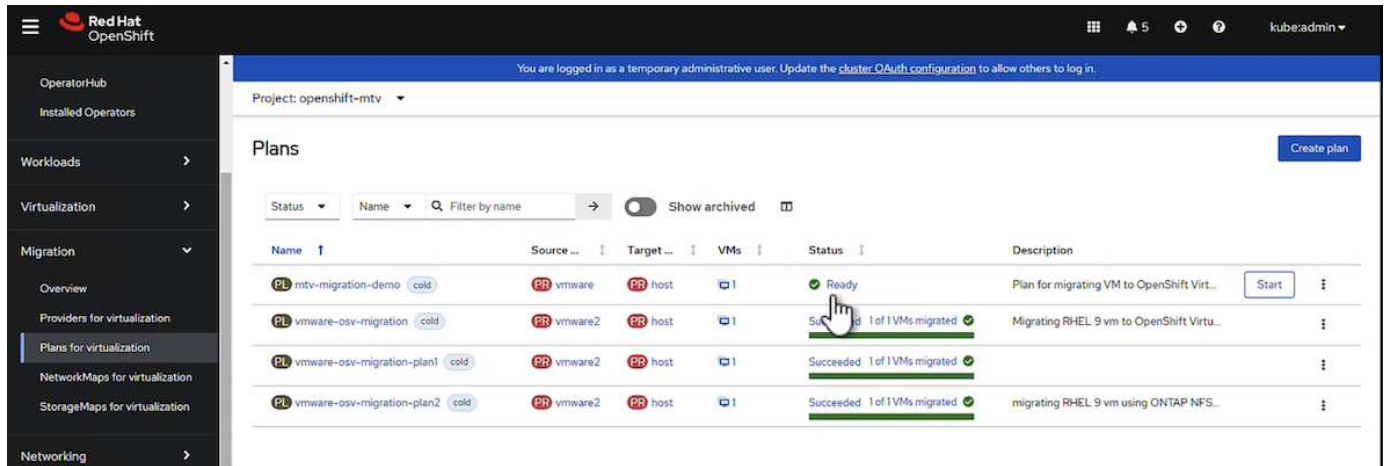 Red Hat
OpenShift
5
kube:admin
You are logged in as a temporary administrative user. Update the cluster OAuth configuration to allow others to log in.
OperatorHub
Installed Operators
Workloads
Virtualization
Migration
Overview
Providers for virtualization
Plans for virtualization
NetworkMaps for virtualization
StorageMaps for virtualization
Networking
Project: openshift-mtv
Plans
Create plan
Status Name Filter by name Show archived
Name Source ... Target ... VMs Status Description
PL mtv-migration-demo cold PR vmware PR host 1 Ready Plan for migrating VM to OpenShift Virt... Start
PL vmware-osv-migration cold PR vmware2 PR host 1 1 of 1 VMs migrated Migrating RHEL 9 vm to OpenShift Virtu...
PL vmware-osv-migration-plan1 cold PR vmware2 PR host 1 Succeeded 1 of 1 VMs migrated
PL vmware-osv-migration-plan2 cold PR vmware2 PR host 1 Succeeded 1 of 1 VMs migrated migrating RHEL 9 vm using ONTAP NFS...